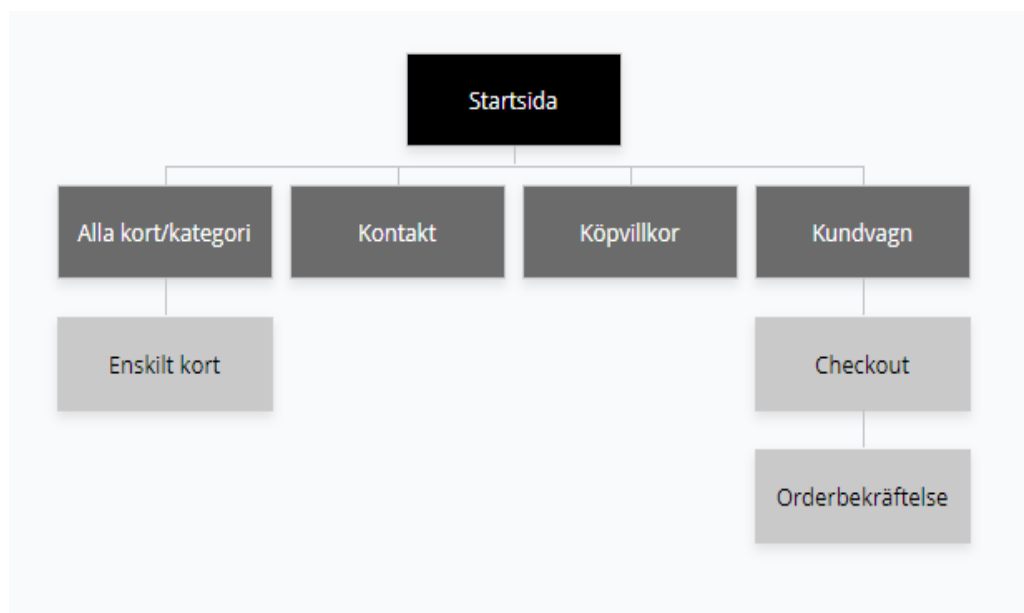 Startsida
Alla kort/kategori
Kontakt
Köpvillkor
Kundvagn
Enskilt kort
Checkout
Orderbekräftelse